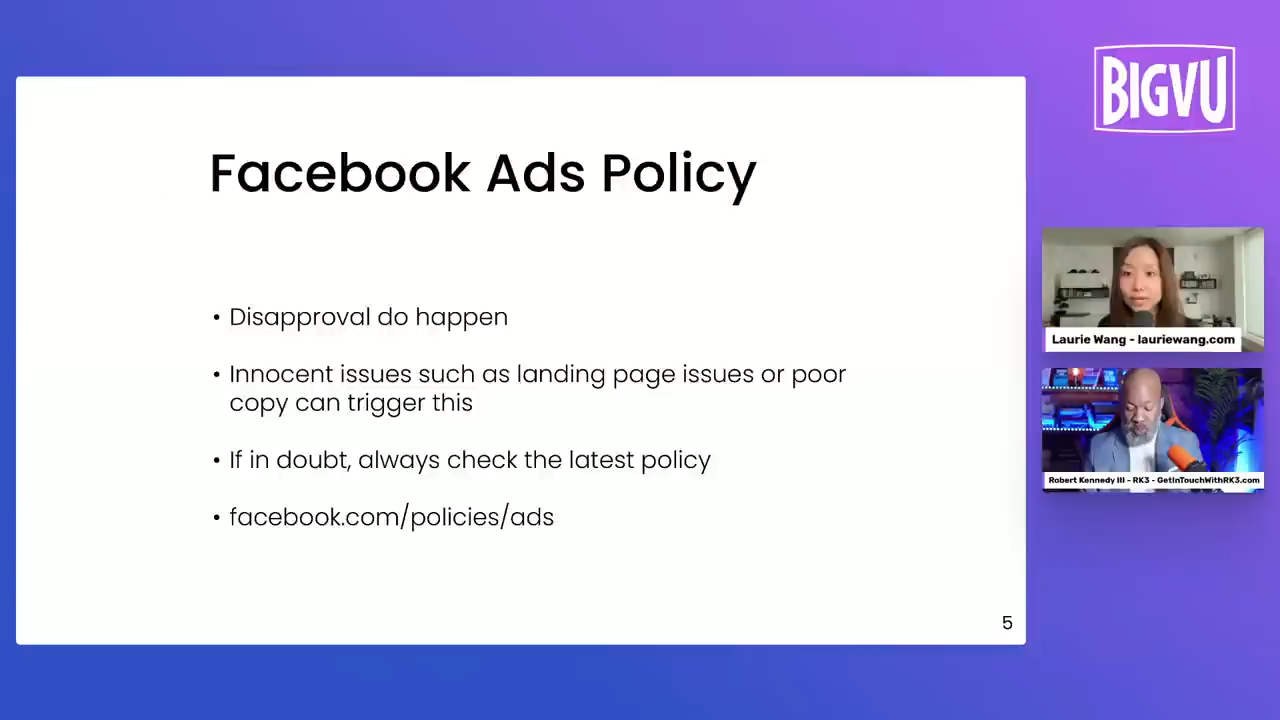 Facebook Ads Policy
• Disapproval do happen
• Innocent issues such as landing page issues or poor
copy can trigger this
• If in doubt, always check the latest policy
• facebook.com/policies/ads
5
BIGVU
Laurie Wang - lauriewang.com
Robert Kennedy III - RK3 - GetInTouchWithRK3.com